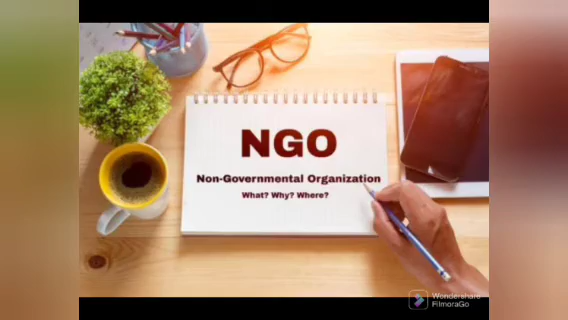 NGO
Non-Governmental Organization
What? Why? Where?
Wondershare
FilmoraGo